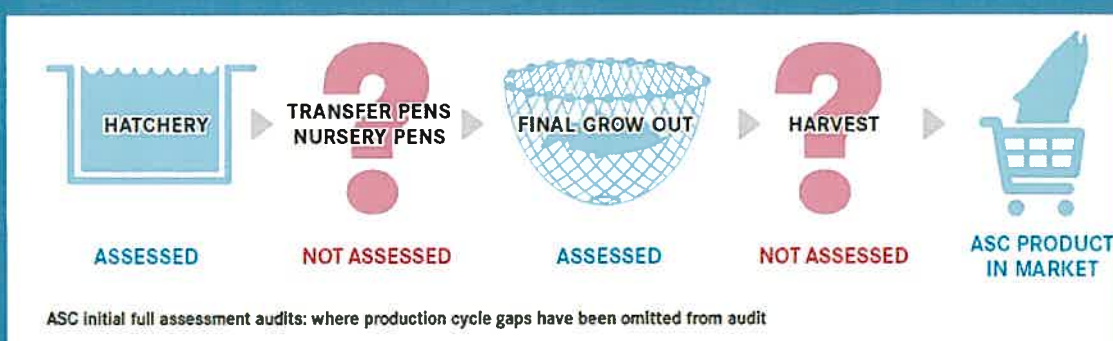 HATCHERY
TRANSFER PENS
NURSERY PENS
FINAL GROW OUT
HARVEST
ASSESSED
NOT ASSESSED
ASSESSED
NOT ASSESSED
ASC PRODUCT
IN MARKET
ASC initial full assessment audits: where production cycle gaps have been omitted from audit